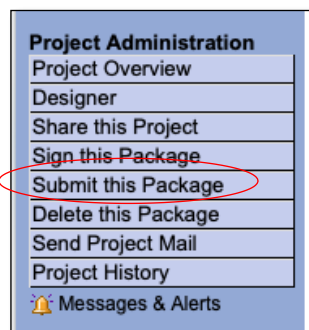 Project Administration
Project Overview
Designer
Share this Project
Sign this Package
Submit this Package
Delete this Package
Send Project Mail
Project History
Messages & Alerts